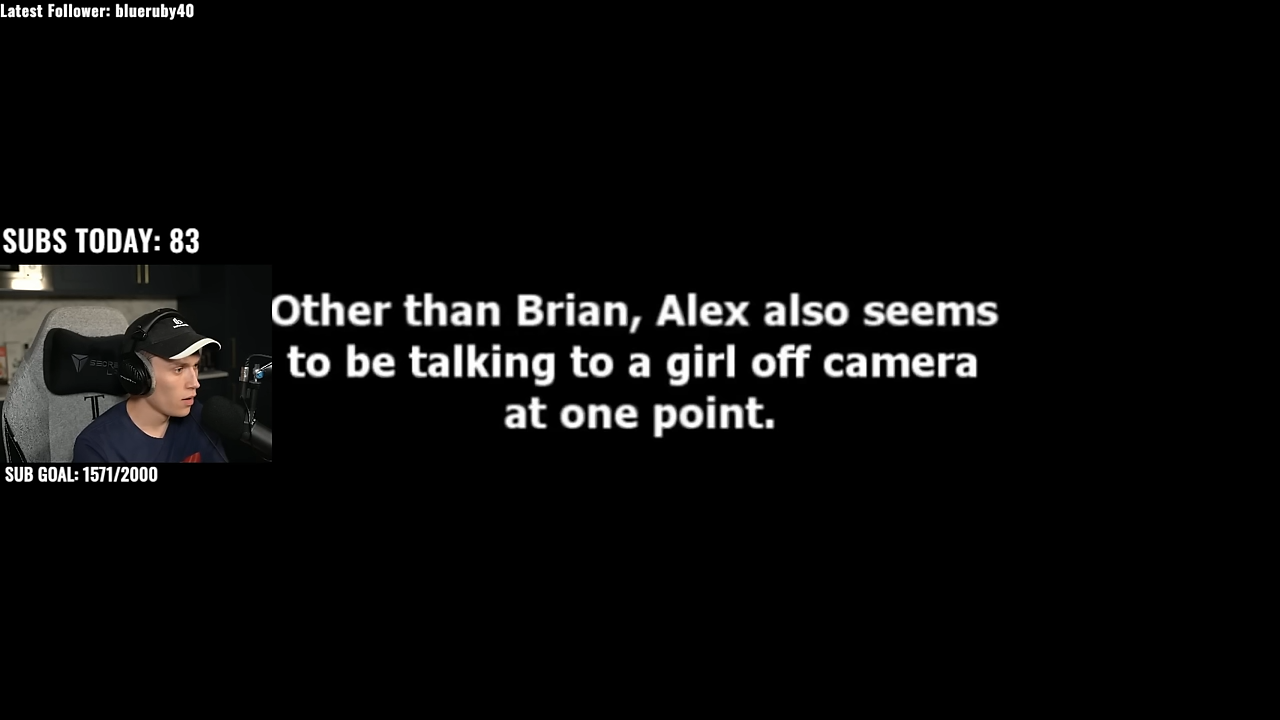 Latest Follower: blueruby40
SUBS TODAY: 83
Other than Brian, Alex also seems
to be talking to a girl off camera
at one point.
SUB GOAL: 1571/2000